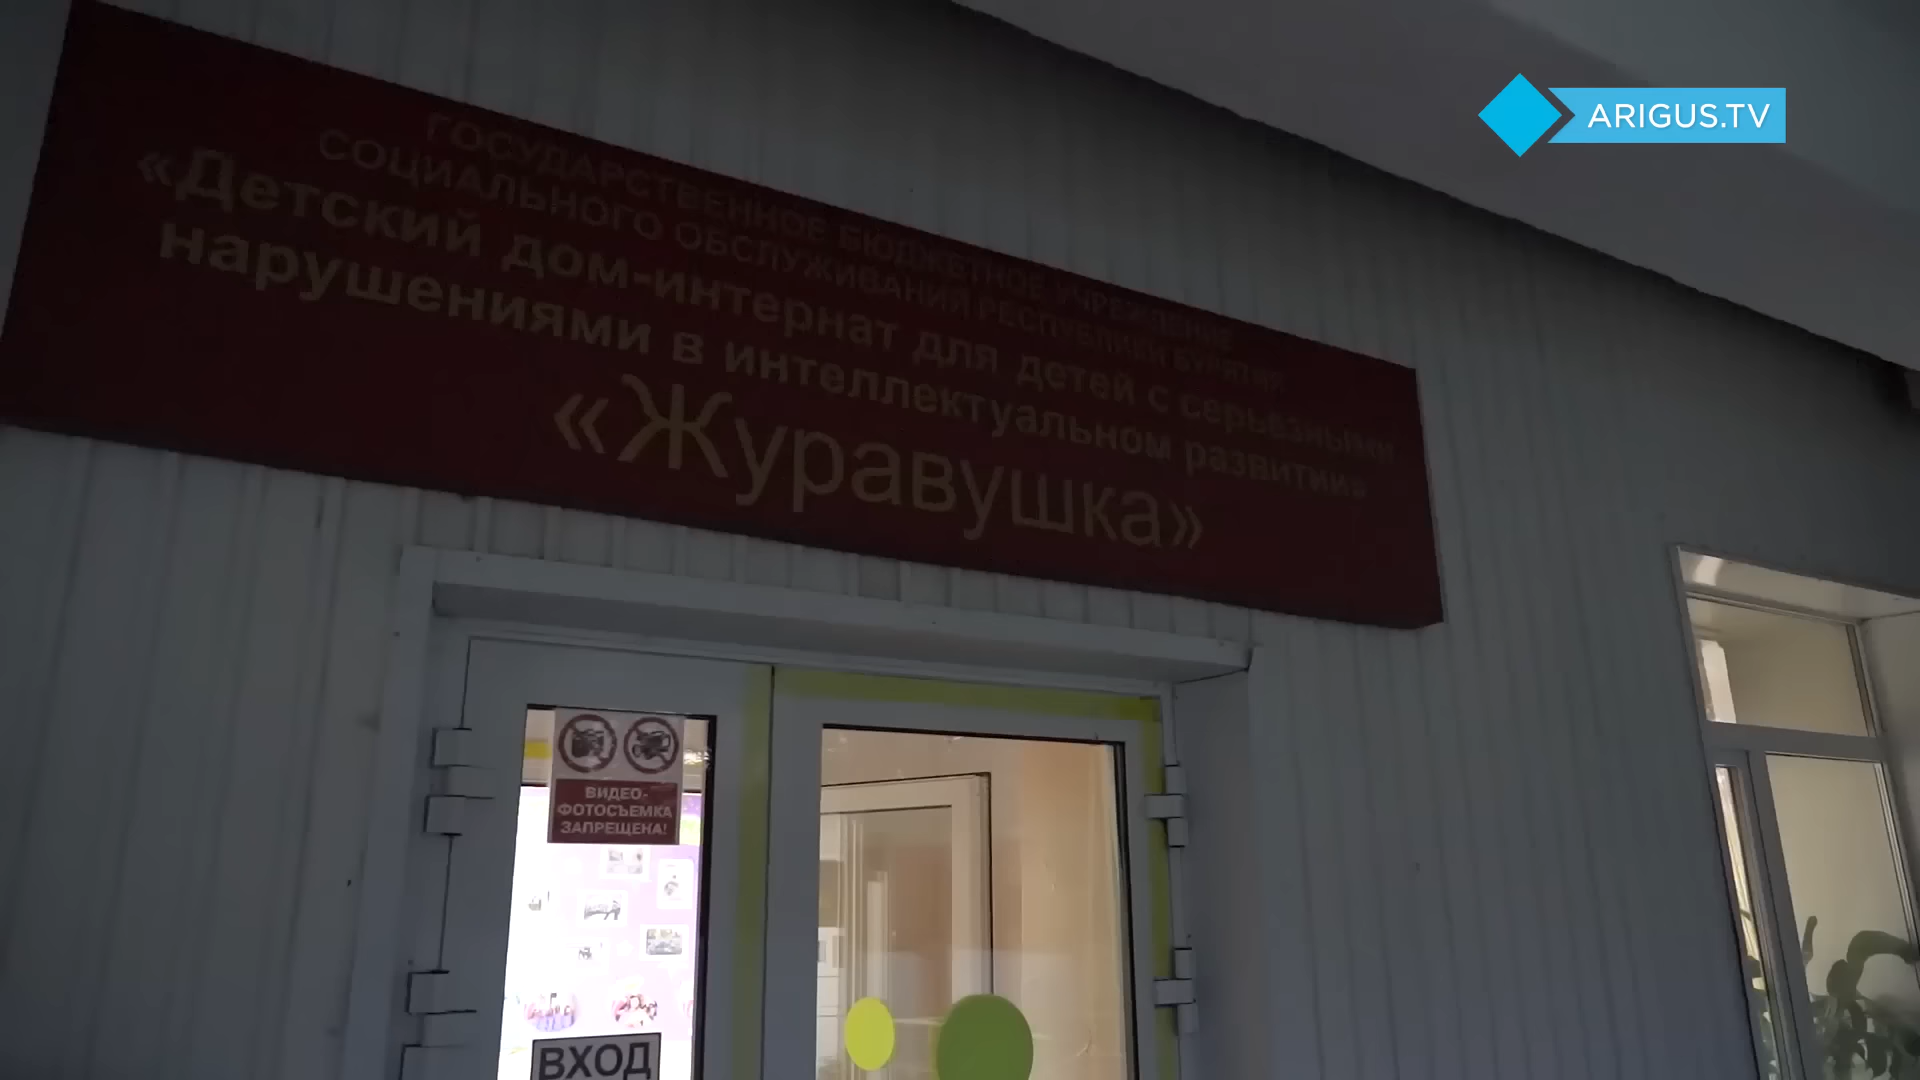 ARIGUS.TV
ГОСУДАРСТВЕННОЕ БЮДЖЕТНОЕ УЧРЕЖДЕНИЕ
СОЦИАЛЬНОГО ОБСЛУЖИВАНИЯ РЕСПУБЛИКИ БУРЯТИЯ
«Детский дом-интернат для детей с серьезными
нарушениями в интеллектуальном развитии»
«Журавушка»
ВИДЕО-
ФОТОСЪЕМКА
ЗАПРЕЩЕНА!
ВХОД